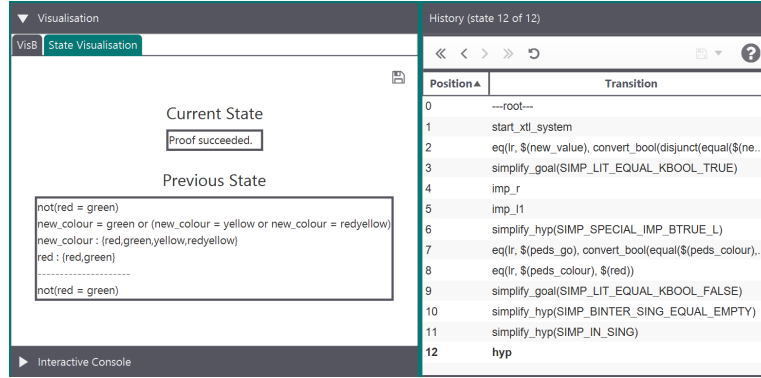 Visualisation
VisB State Visualisation
Current State
Proof succeeded.
Previous State
not(red = green)
new_colour = green or (new_colour = yellow or new_colour = redyellow)
new_colour : {red,green,yellow,redyellow}
red : {red,green}
---------------------
not(red = green)
Interactive Console
History (state 12 of 12)
?
Position Transition
0 ---root---
1 start_xtl_system
2 eq(lr, $(new_value), convert_bool(disjunct(equal($(ne...
3 simplify_goal(SIMP_LIT_EQUAL_KBOOL_TRUE)
4 imp_r
5 imp_l1
6 simplify_hyp(SIMP_SPECIAL_IMP_BTRUE_L)
7 eq(lr, $(peds_go), convert_bool(equal($(peds_colour),...
8 eq(lr, $(peds_colour), $(red))
9 simplify_goal(SIMP_LIT_EQUAL_KBOOL_FALSE)
10 simplify_hyp(SIMP_BINTER_SING_EQUAL_EMPTY)
11 simplify_hyp(SIMP_IN_SING)
12 hyp